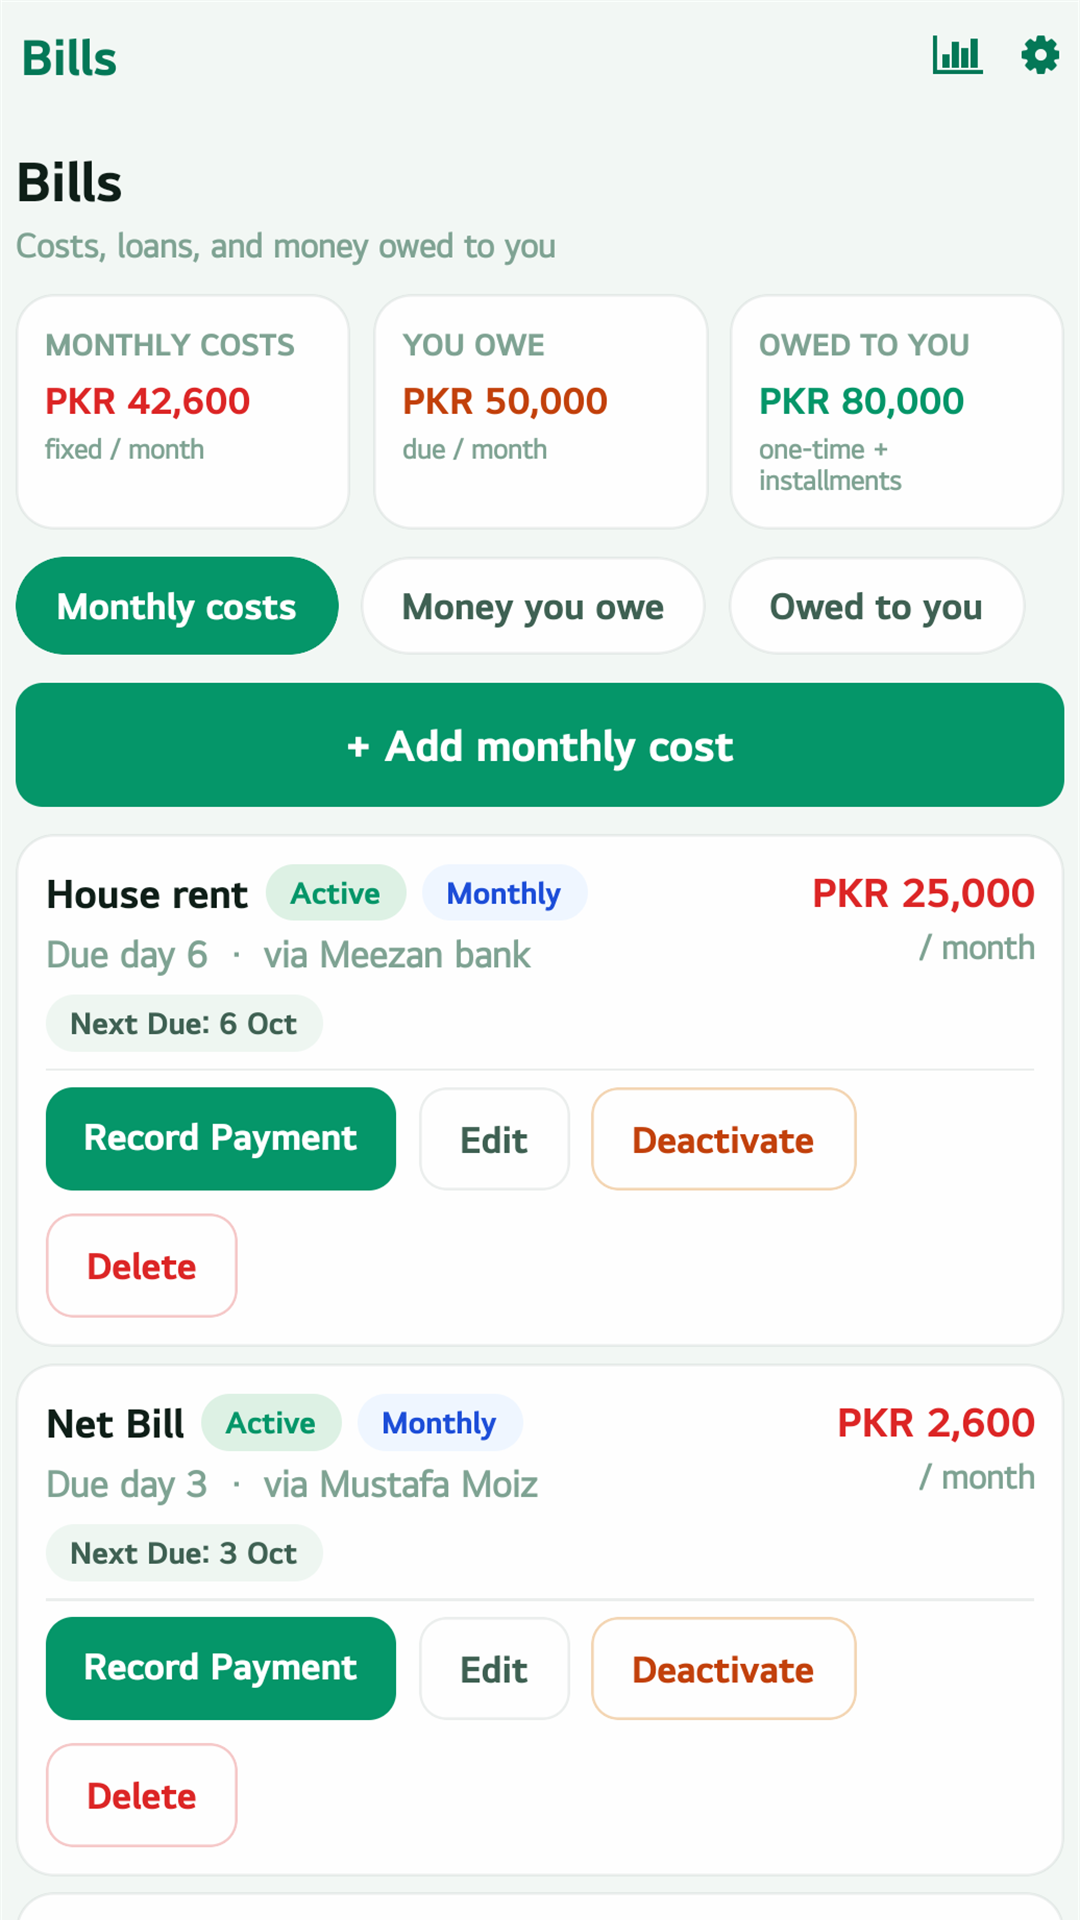 Bills
Bills
Costs, loans, and money owed to you
MONTHLY COSTS
PKR 42,600
fixed / month
YOU OWE
PKR 50,000
due / month
OWED TO YOU
PKR 80,000
one-time +
installments
Monthly costs
Money you owe
Owed to you
+ Add monthly cost
House rent Active Monthly PKR 25,000
Due day 6 · via Meezan bank / month
Next Due: 6 Oct
Record Payment Edit Deactivate
Delete
Net Bill Active Monthly PKR 2,600
Due day 3 · via Mustafa Moiz / month
Next Due: 3 Oct
Record Payment Edit Deactivate
Delete